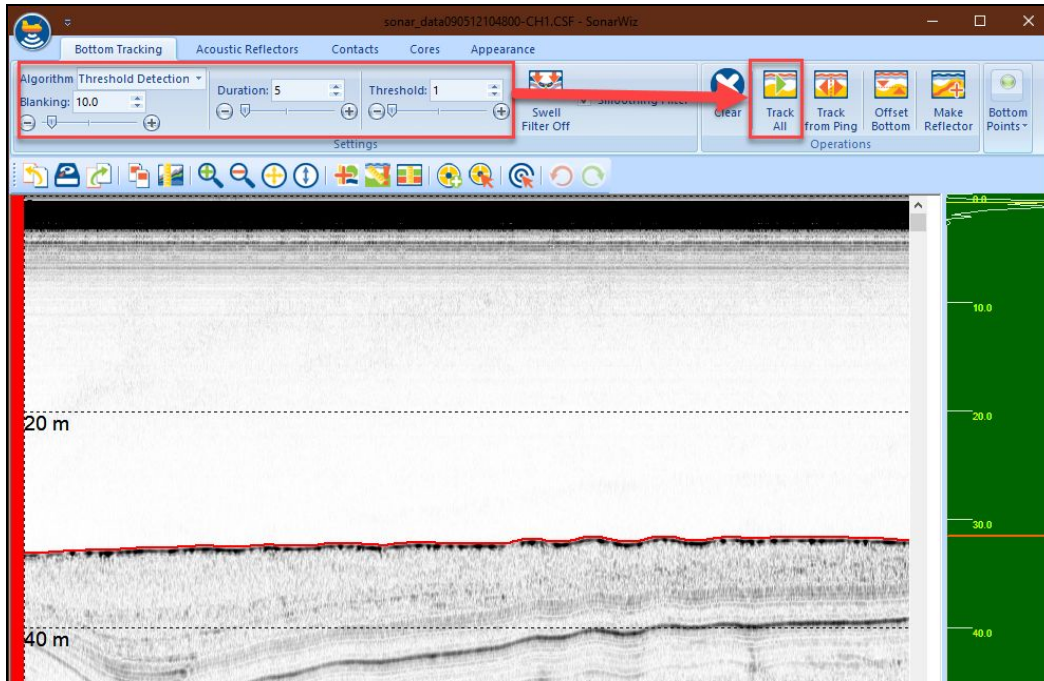 sonar_data090512104800-CH1.CSF - SonarWiz
Bottom Tracking Acoustic Reflectors Contacts Cores Appearance
Algorithm Threshold Detection
Blanking: 10.0
Duration: 5
Threshold: 1
Swell
Filter Off
Smoothing Filter
Settings
Clear
Track
All
Track
from Ping
Offset
Bottom
Make
Reflector
Operations
Bottom
Points
20 m
40 m
0.0
10.0
20.0
30.0
40.0